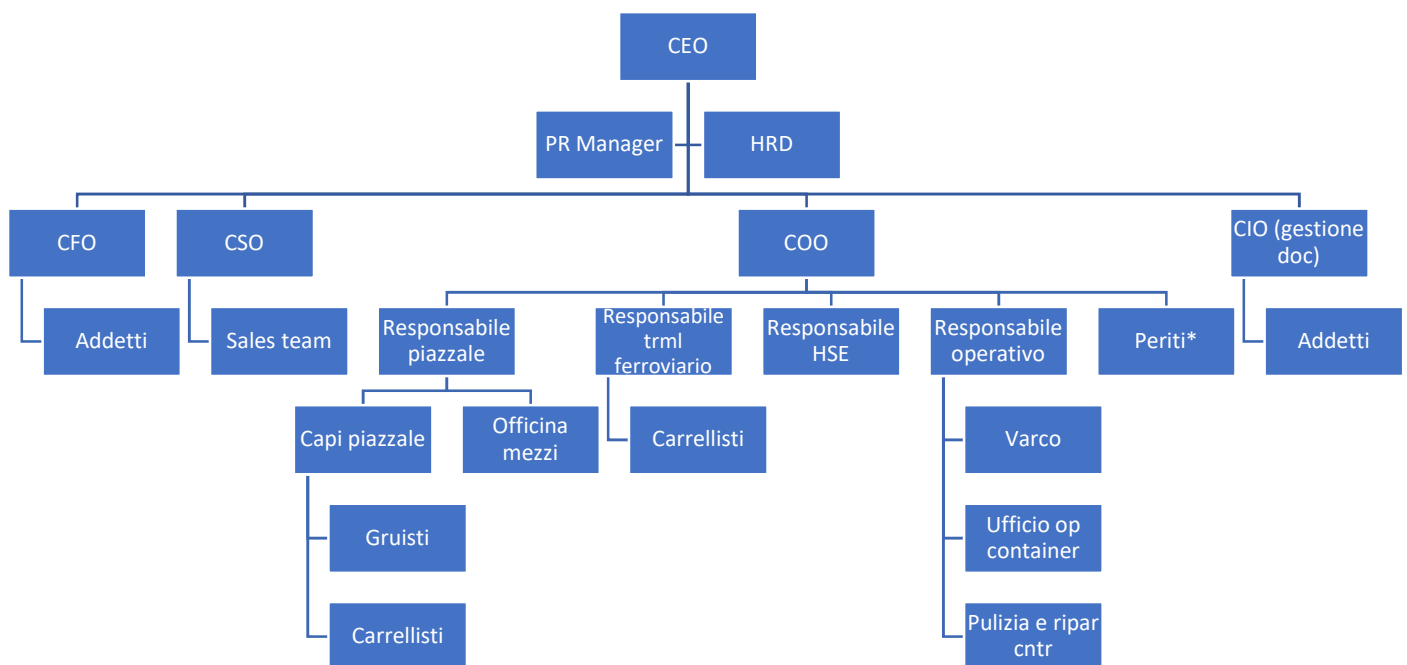 CEO
PR Manager
HRD
CFO
CSO
COO
CIO (gestione
doc)
Addetti
Sales team
Responsabile
piazzale
Responsabile
trml
ferroviario
Responsabile
HSE
Responsabile
operativo
Periti*
Addetti
Capi piazzale
Officina
mezzi
Carrellisti
Varco
Gruisti
Ufficio op
container
Carrellisti
Pulizia e ripar
cntr